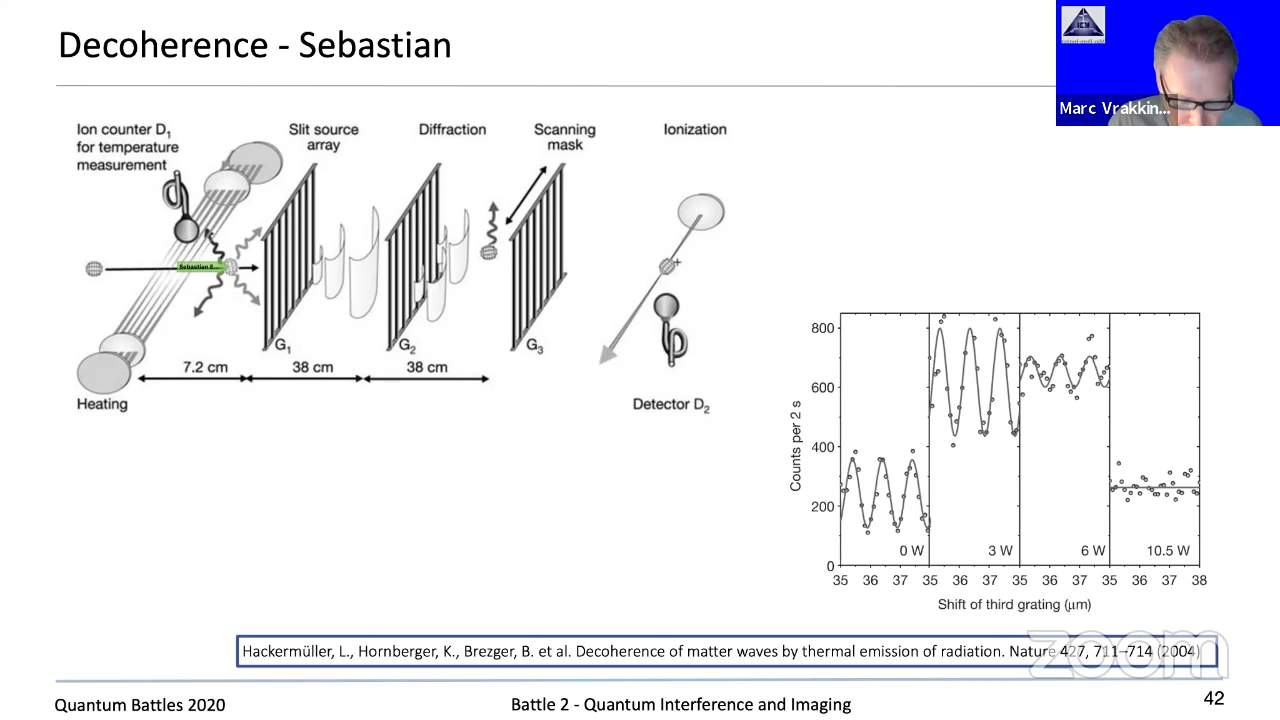 Decoherence - Sebastian
ICM
Marc Vrakkin...
Ion counter D1
for temperature
measurement
Slit source
array
Diffraction
Scanning
mask
Ionization
Sebastian E...
+
G1
G2
G3
7.2 cm
38 cm
38 cm
Heating
Detector D2
Counts per 2 s
800
600
400
200
0
0 W
3 W
6 W
10.5 W
35 36 37 35 36 37 35 36 37 35 36 37 38
Shift of third grating (μm)
Hackermüller, L., Hornberger, K., Brezger, B. et al. Decoherence of matter waves by thermal emission of radiation. Nature 427, 711–714 (2004)
zoom
Quantum Battles 2020
Battle 2 - Quantum Interference and Imaging
42